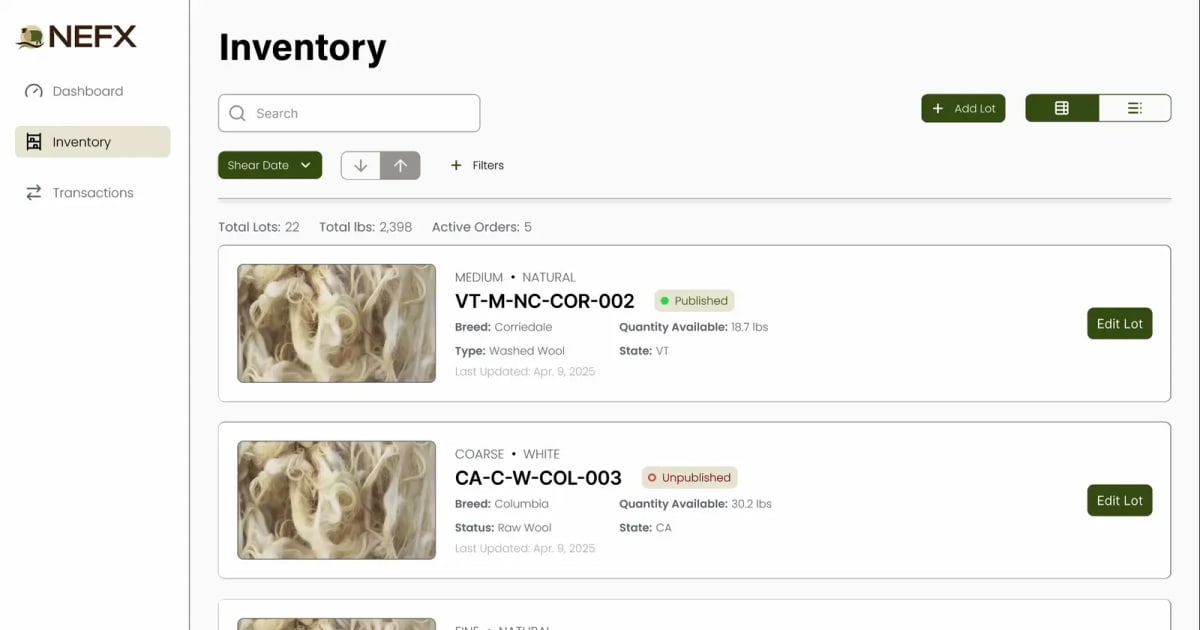 NEFX
Dashboard
Inventory
Transactions
Inventory
Search
+ Add Lot
Shear Date
+ Filters
Total Lots: 22 Total lbs: 2,398 Active Orders: 5
MEDIUM • NATURAL
VT-M-NC-COR-002 Published
Breed: Corriedale Quantity Available: 18.7 lbs
Type: Washed Wool State: VT
Last Updated: Apr. 9, 2025
Edit Lot
COARSE • WHITE
CA-C-W-COL-003 Unpublished
Breed: Columbia Quantity Available: 30.2 lbs
Status: Raw Wool State: CA
Last Updated: Apr. 9, 2025
Edit Lot
FINE • NATURAL